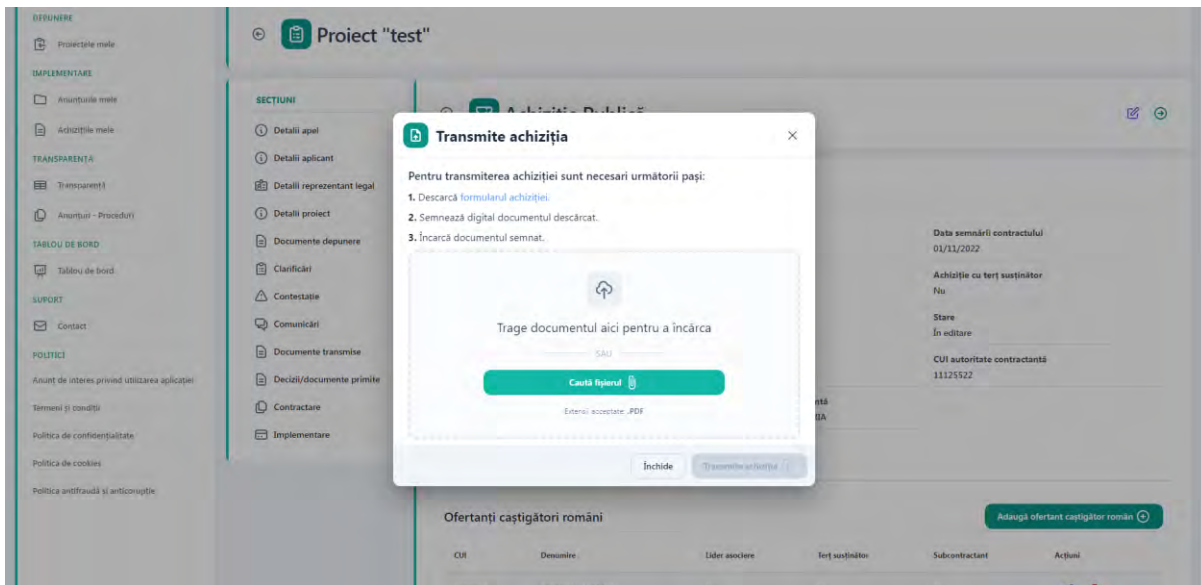 DEPUNERE
Proiectele mele
IMPLEMENTARE
Anunțurile mele
Achizițiile mele
TRANSPARENȚA
Transparență
Anunțuri - Proceduri
TABLOU DE BORD
Tablou de bord
SUPORT
Contact
POLITICI
Anunț de interes privind utilizarea aplicației
Termeni și condiții
Politica de confidențialitate
Politica de cookies
Politica antifraudă și anticorupție
Proiect "test"
SECȚIUNI
Detalii apel
Detalii aplicant
Detalii reprezentant legal
Detalii proiect
Documente depunere
Clarificări
Contestație
Comunicări
Documente transmise
Decizii/documente primite
Contractare
Implementare
Achiziție Publică
Transmite achiziția
Pentru transmiterea achiziției sunt necesari următorii pași:
1. Descarcă formularul achiziției.
2. Semnează digital documentul descărcat.
3. Încarcă documentul semnat.
Trage documentul aici pentru a încărca
SAU
Caută fișierul
Extensii acceptate .PDF
Închide
Transmite achiziția
Data semnării contractului
01/11/2022
Achiziție cu terț susținător
Nu
Stare
În editare
CUI autoritate contractantă
11125522
Ofertanți caștigători români
Adaugă ofertant caștigător român
CUI Denumire Lider asociere Terț susținător Subcontractant Acțiuni